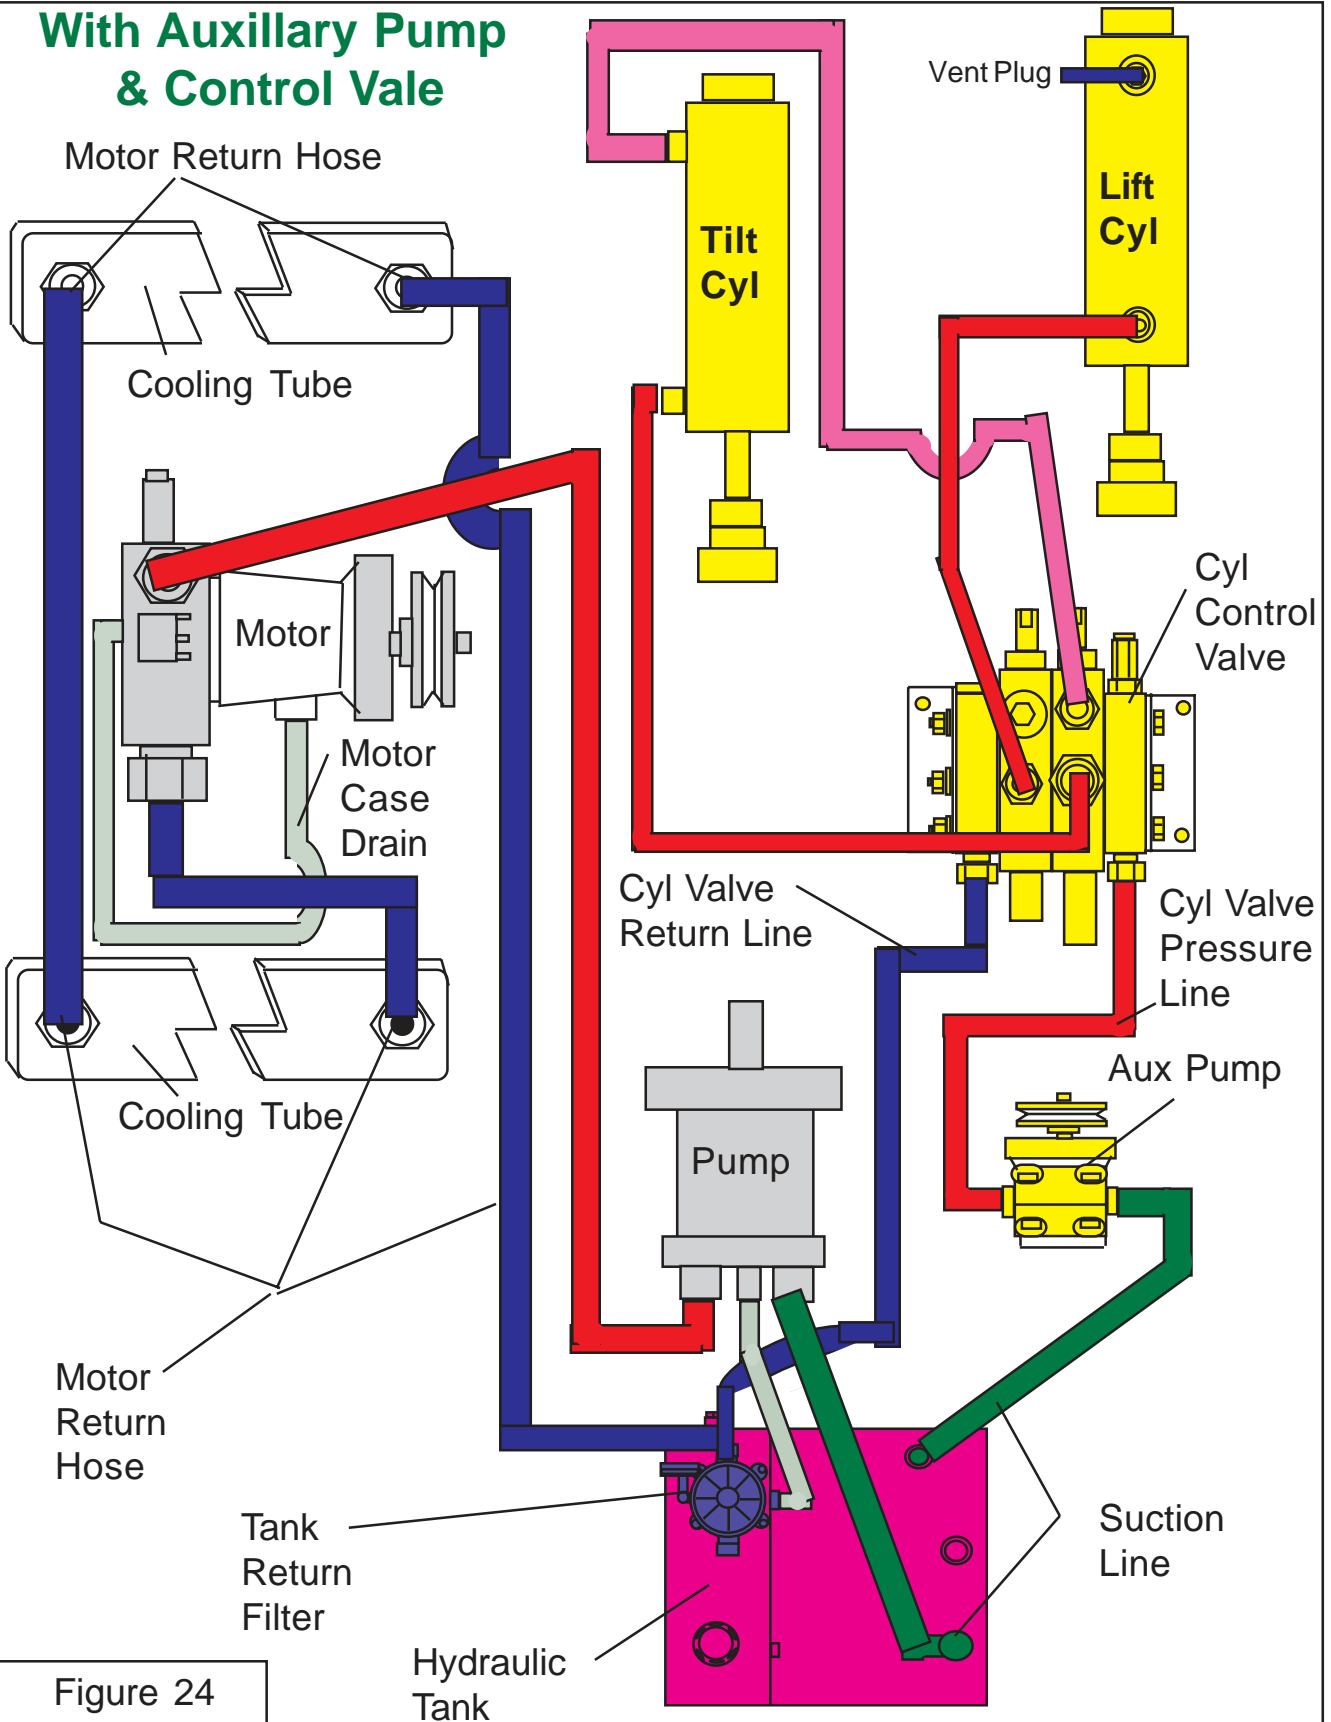 With Auxillary Pump
& Control Vale
Vent Plug
Motor Return Hose
Lift
Cyl
Tilt
Cyl
Cooling Tube
Cyl
Control
Valve
Motor
Motor
Case
Drain
Cyl Valve
Return Line
Cyl Valve
Pressure
Line
Aux Pump
Cooling Tube
Pump
Motor
Return
Hose
Tank
Return
Filter
Suction
Line
Hydraulic
Tank
Figure 24